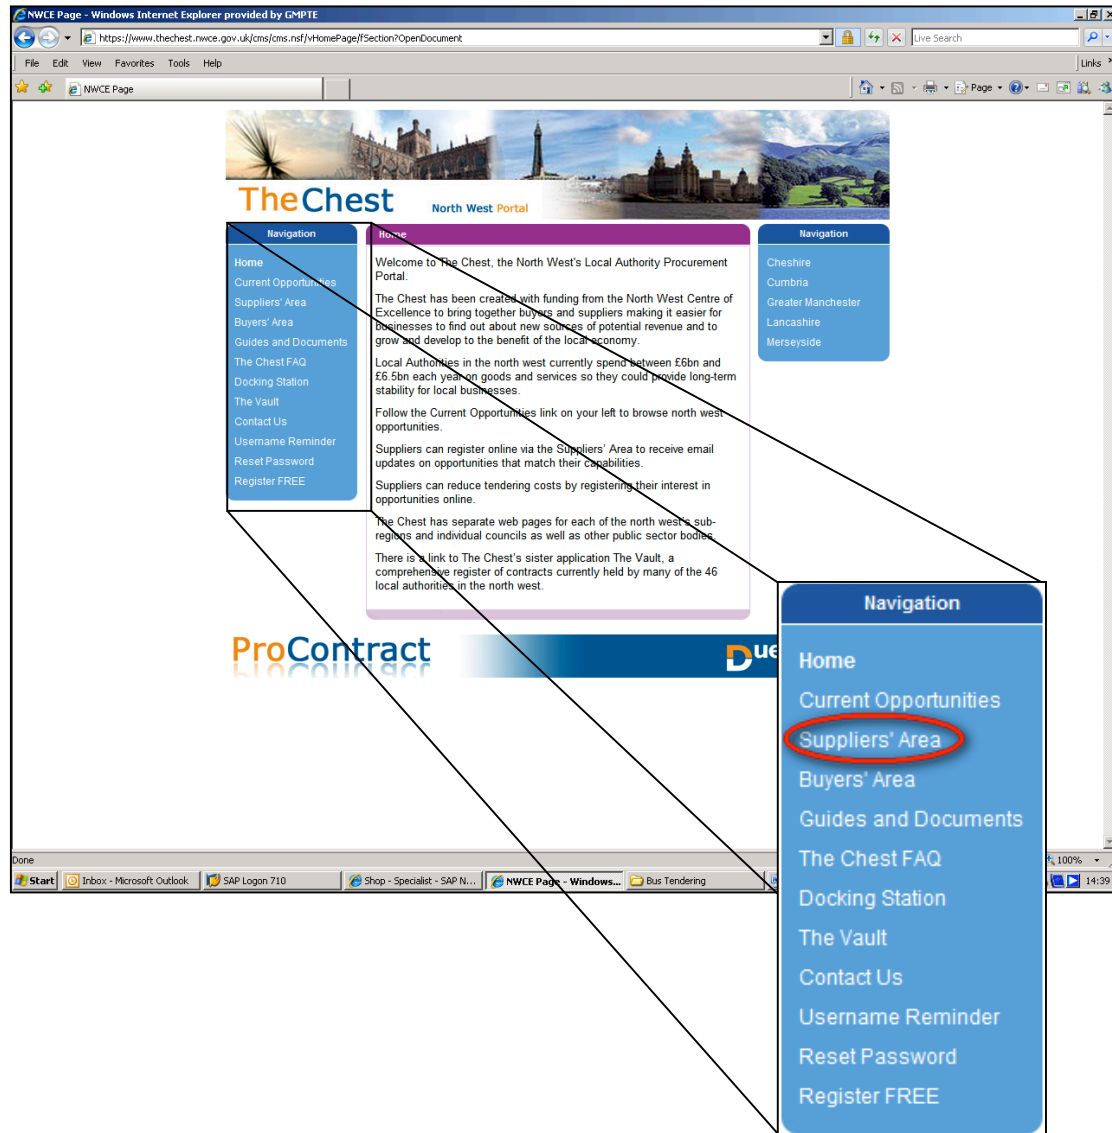 NWCE Page - Windows Internet Explorer provided by GMPTE
https://www.thechest.nwce.gov.uk/cms/cms.nsf/vHomePage/fSection?OpenDocument
Live Search
File Edit View Favorites Tools Help
Links
NWCE Page
Page
TheChest North West Portal
Navigation
Home
Current Opportunities
Suppliers' Area
Buyers' Area
Guides and Documents
The Chest FAQ
Docking Station
The Vault
Contact Us
Username Reminder
Reset Password
Register FREE
Home
Welcome to The Chest, the North West's Local Authority Procurement
Portal.
The Chest has been created with funding from the North West Centre of
Excellence to bring together buyers and suppliers making it easier for
businesses to find out about new sources of potential revenue and to
grow and develop to the benefit of the local economy.
Local Authorities in the north west currently spend between £6bn and
£6.5bn each year on goods and services so they could provide long-term
stability for local businesses.
Follow the Current Opportunities link on your left to browse north west
opportunities.
Suppliers can register online via the Suppliers' Area to receive email
updates on opportunities that match their capabilities.
Suppliers can reduce tendering costs by registering their interest in
opportunities online.
The Chest has separate web pages for each of the north west's sub-
regions and individual councils as well as other public sector bodies.
There is a link to The Chest's sister application The Vault, a
comprehensive register of contracts currently held by many of the 46
local authorities in the north west.
Navigation
Cheshire
Cumbria
Greater Manchester
Lancashire
Merseyside
ProContract
Due
Navigation
Home
Current Opportunities
Suppliers' Area
Buyers' Area
Guides and Documents
The Chest FAQ
Docking Station
The Vault
Contact Us
Username Reminder
Reset Password
Register FREE
Done
100%
Start Inbox - Microsoft Outlook SAP Logon 710 Shop - Specialist - SAP N... NWCE Page - Windows... Bus Tendering 14:39